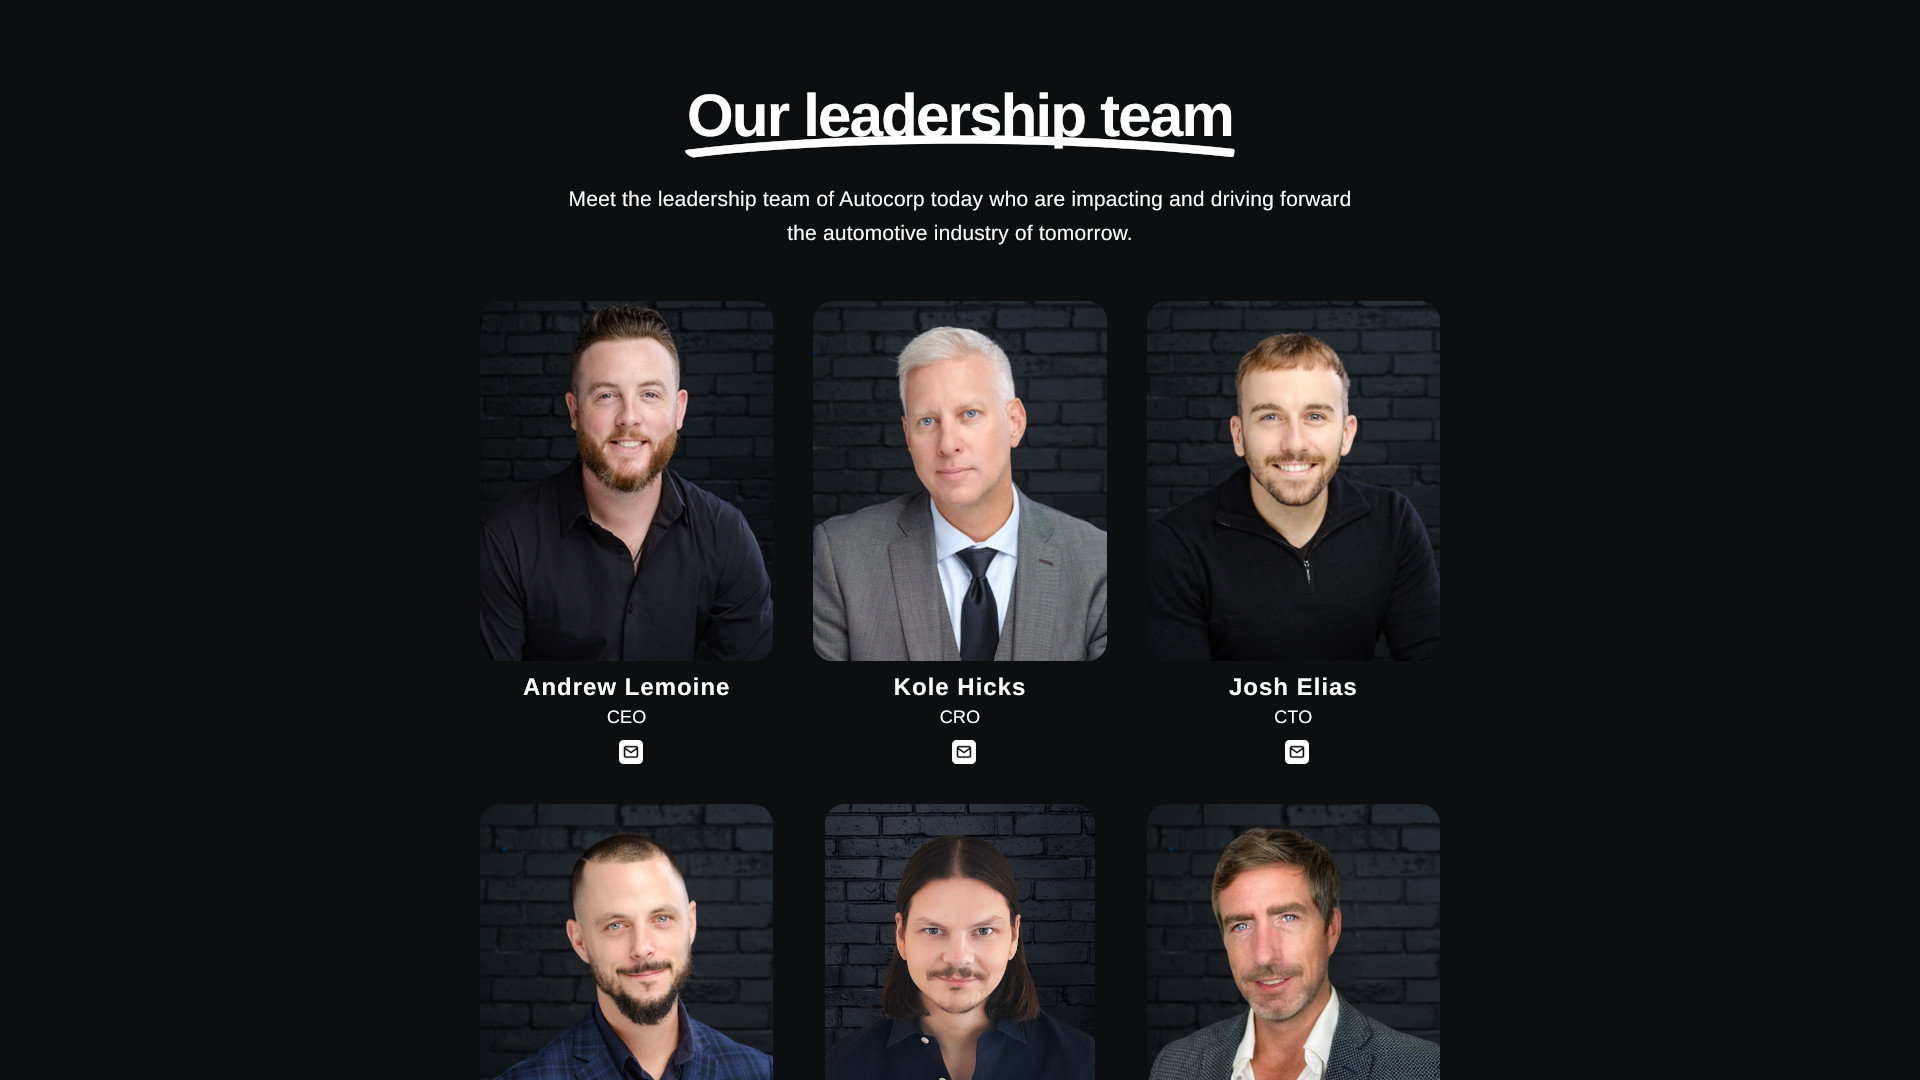 Our leadership team
Meet the leadership team of Autocorp today who are impacting and driving forward
the automotive industry of tomorrow.
Andrew Lemoine
CEO
Kole Hicks
CRO
Josh Elias
CTO